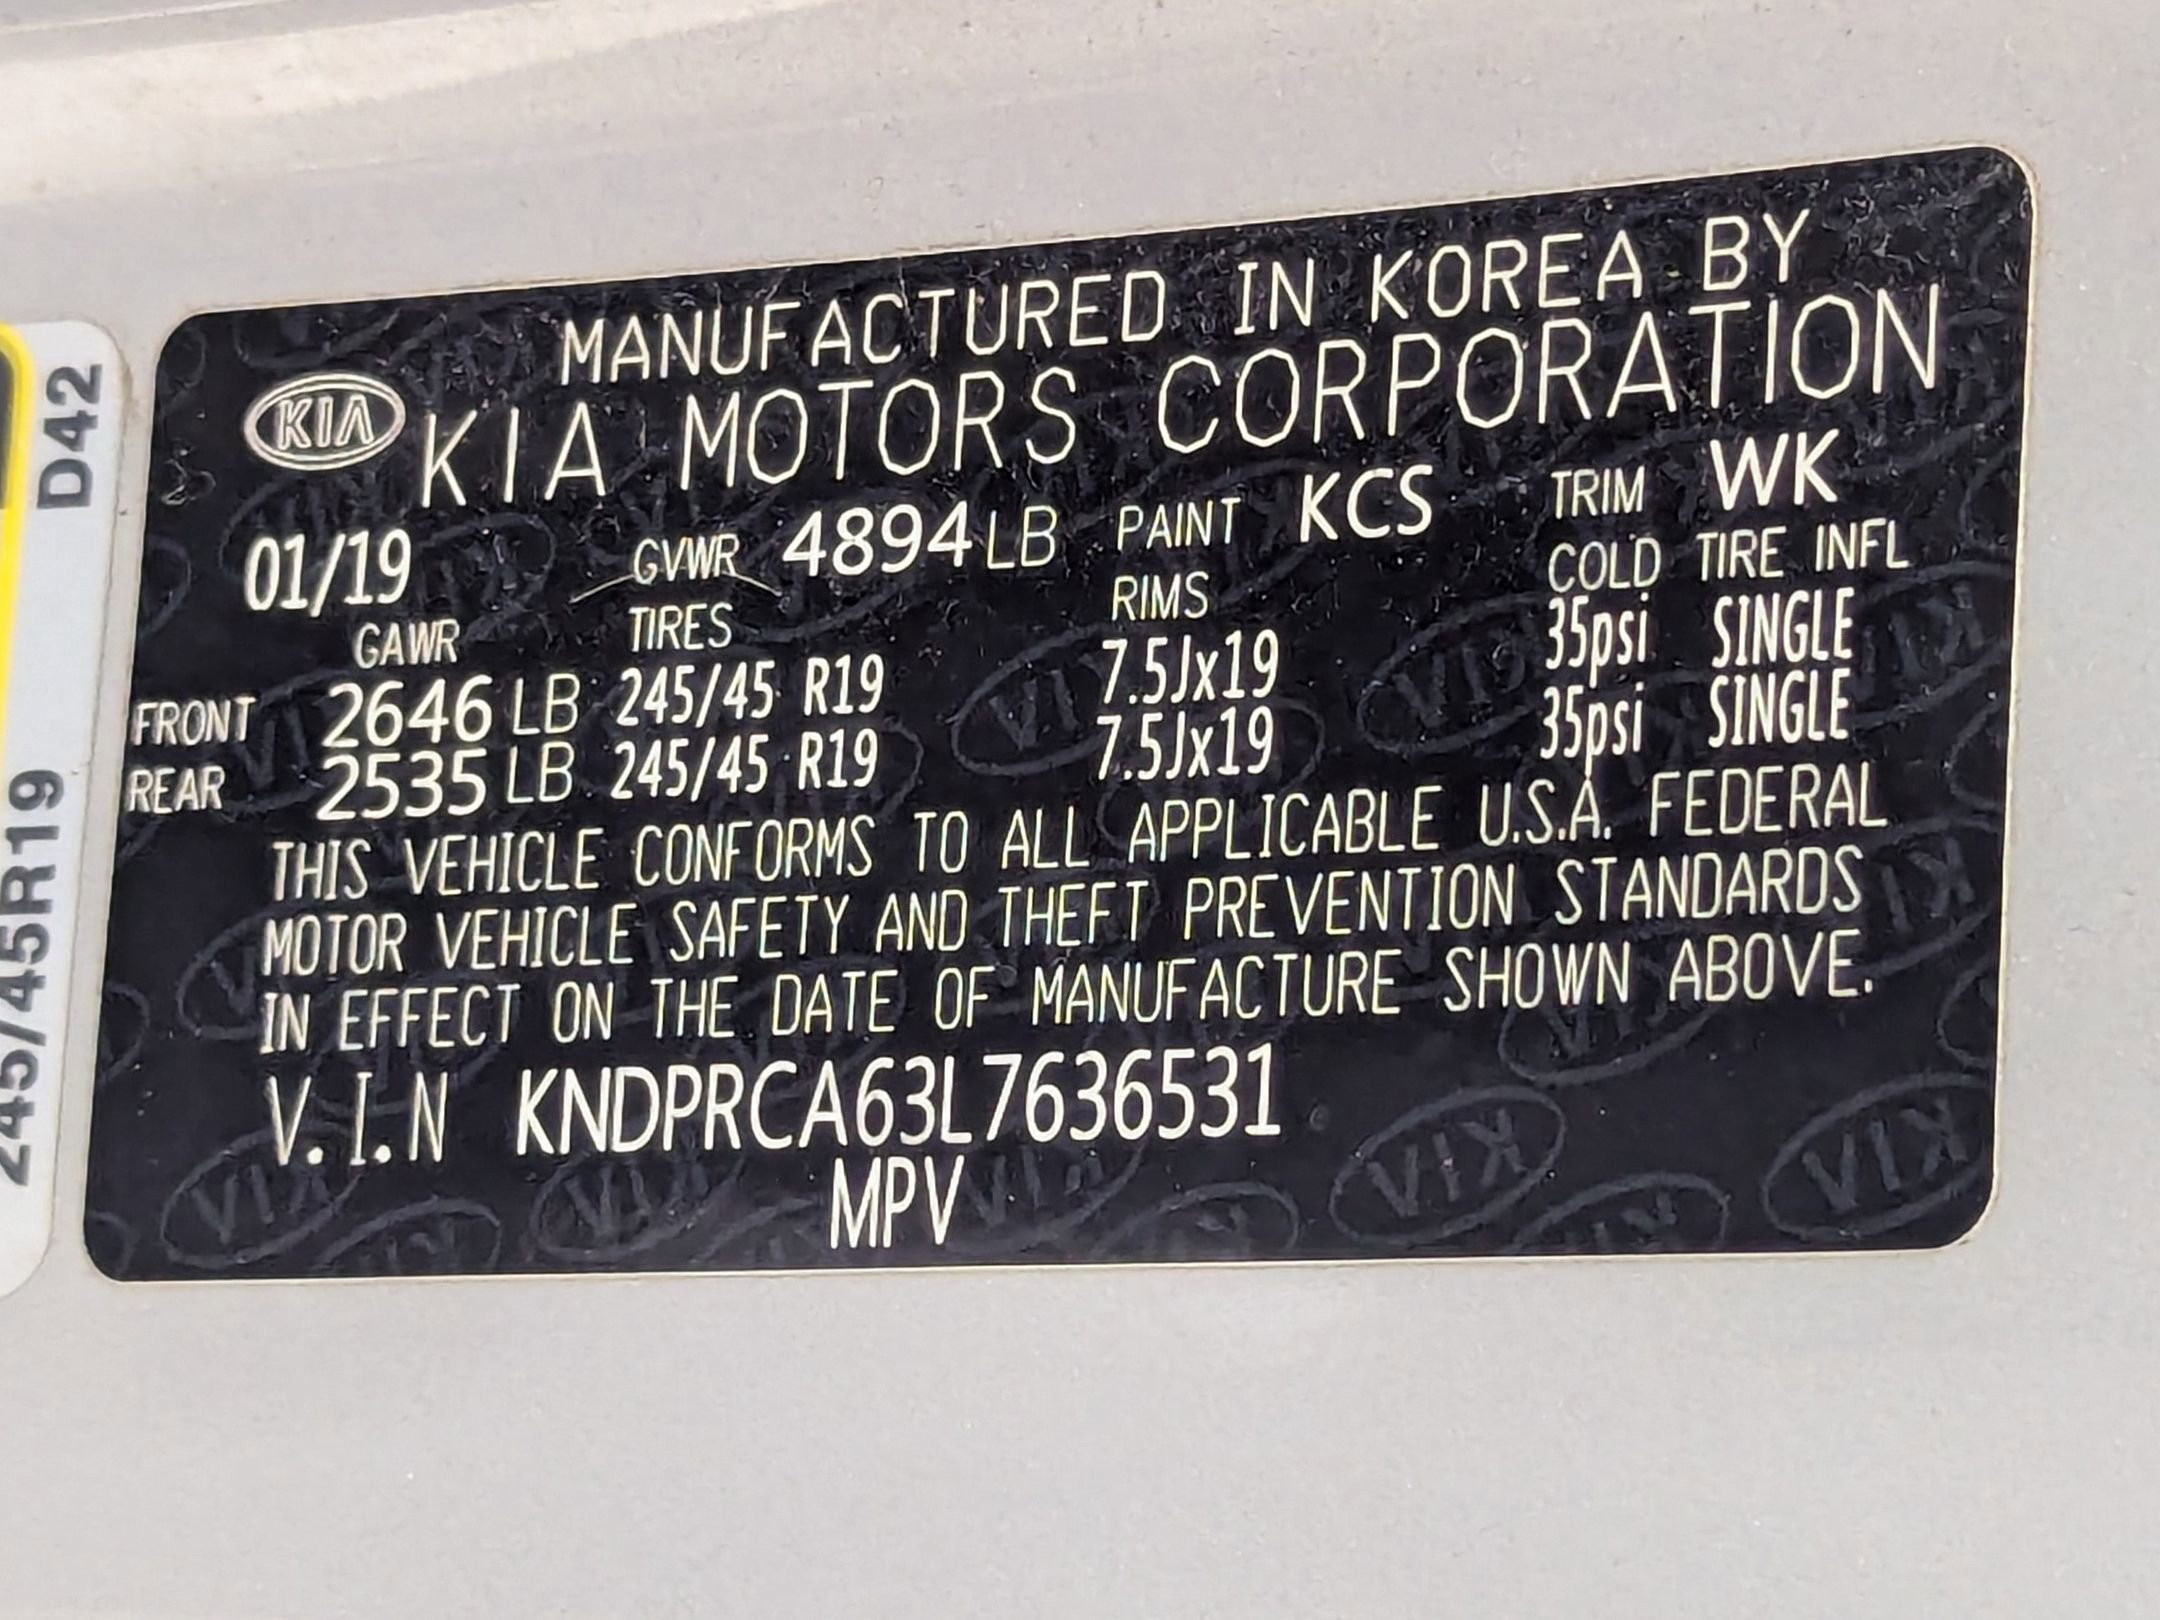 MANUFACTURED IN KOREA BY
KIA KIA MOTORS CORPORATION
01/19 GVWR 4894 LB PAINT KCS TRIM WK
GAWR TIRES RIMS COLD TIRE INFL
FRONT 2646 LB 245/45 R19 7.5Jx19 35psi SINGLE
REAR 2535 LB 245/45 R19 7.5Jx19 35psi SINGLE
THIS VEHICLE CONFORMS TO ALL APPLICABLE U.S.A. FEDERAL
MOTOR VEHICLE SAFETY AND THEFT PREVENTION STANDARDS
IN EFFECT ON THE DATE OF MANUFACTURE SHOWN ABOVE.
V.I.N KNDPRCA63L7636531
MPV
245/45R19 D42